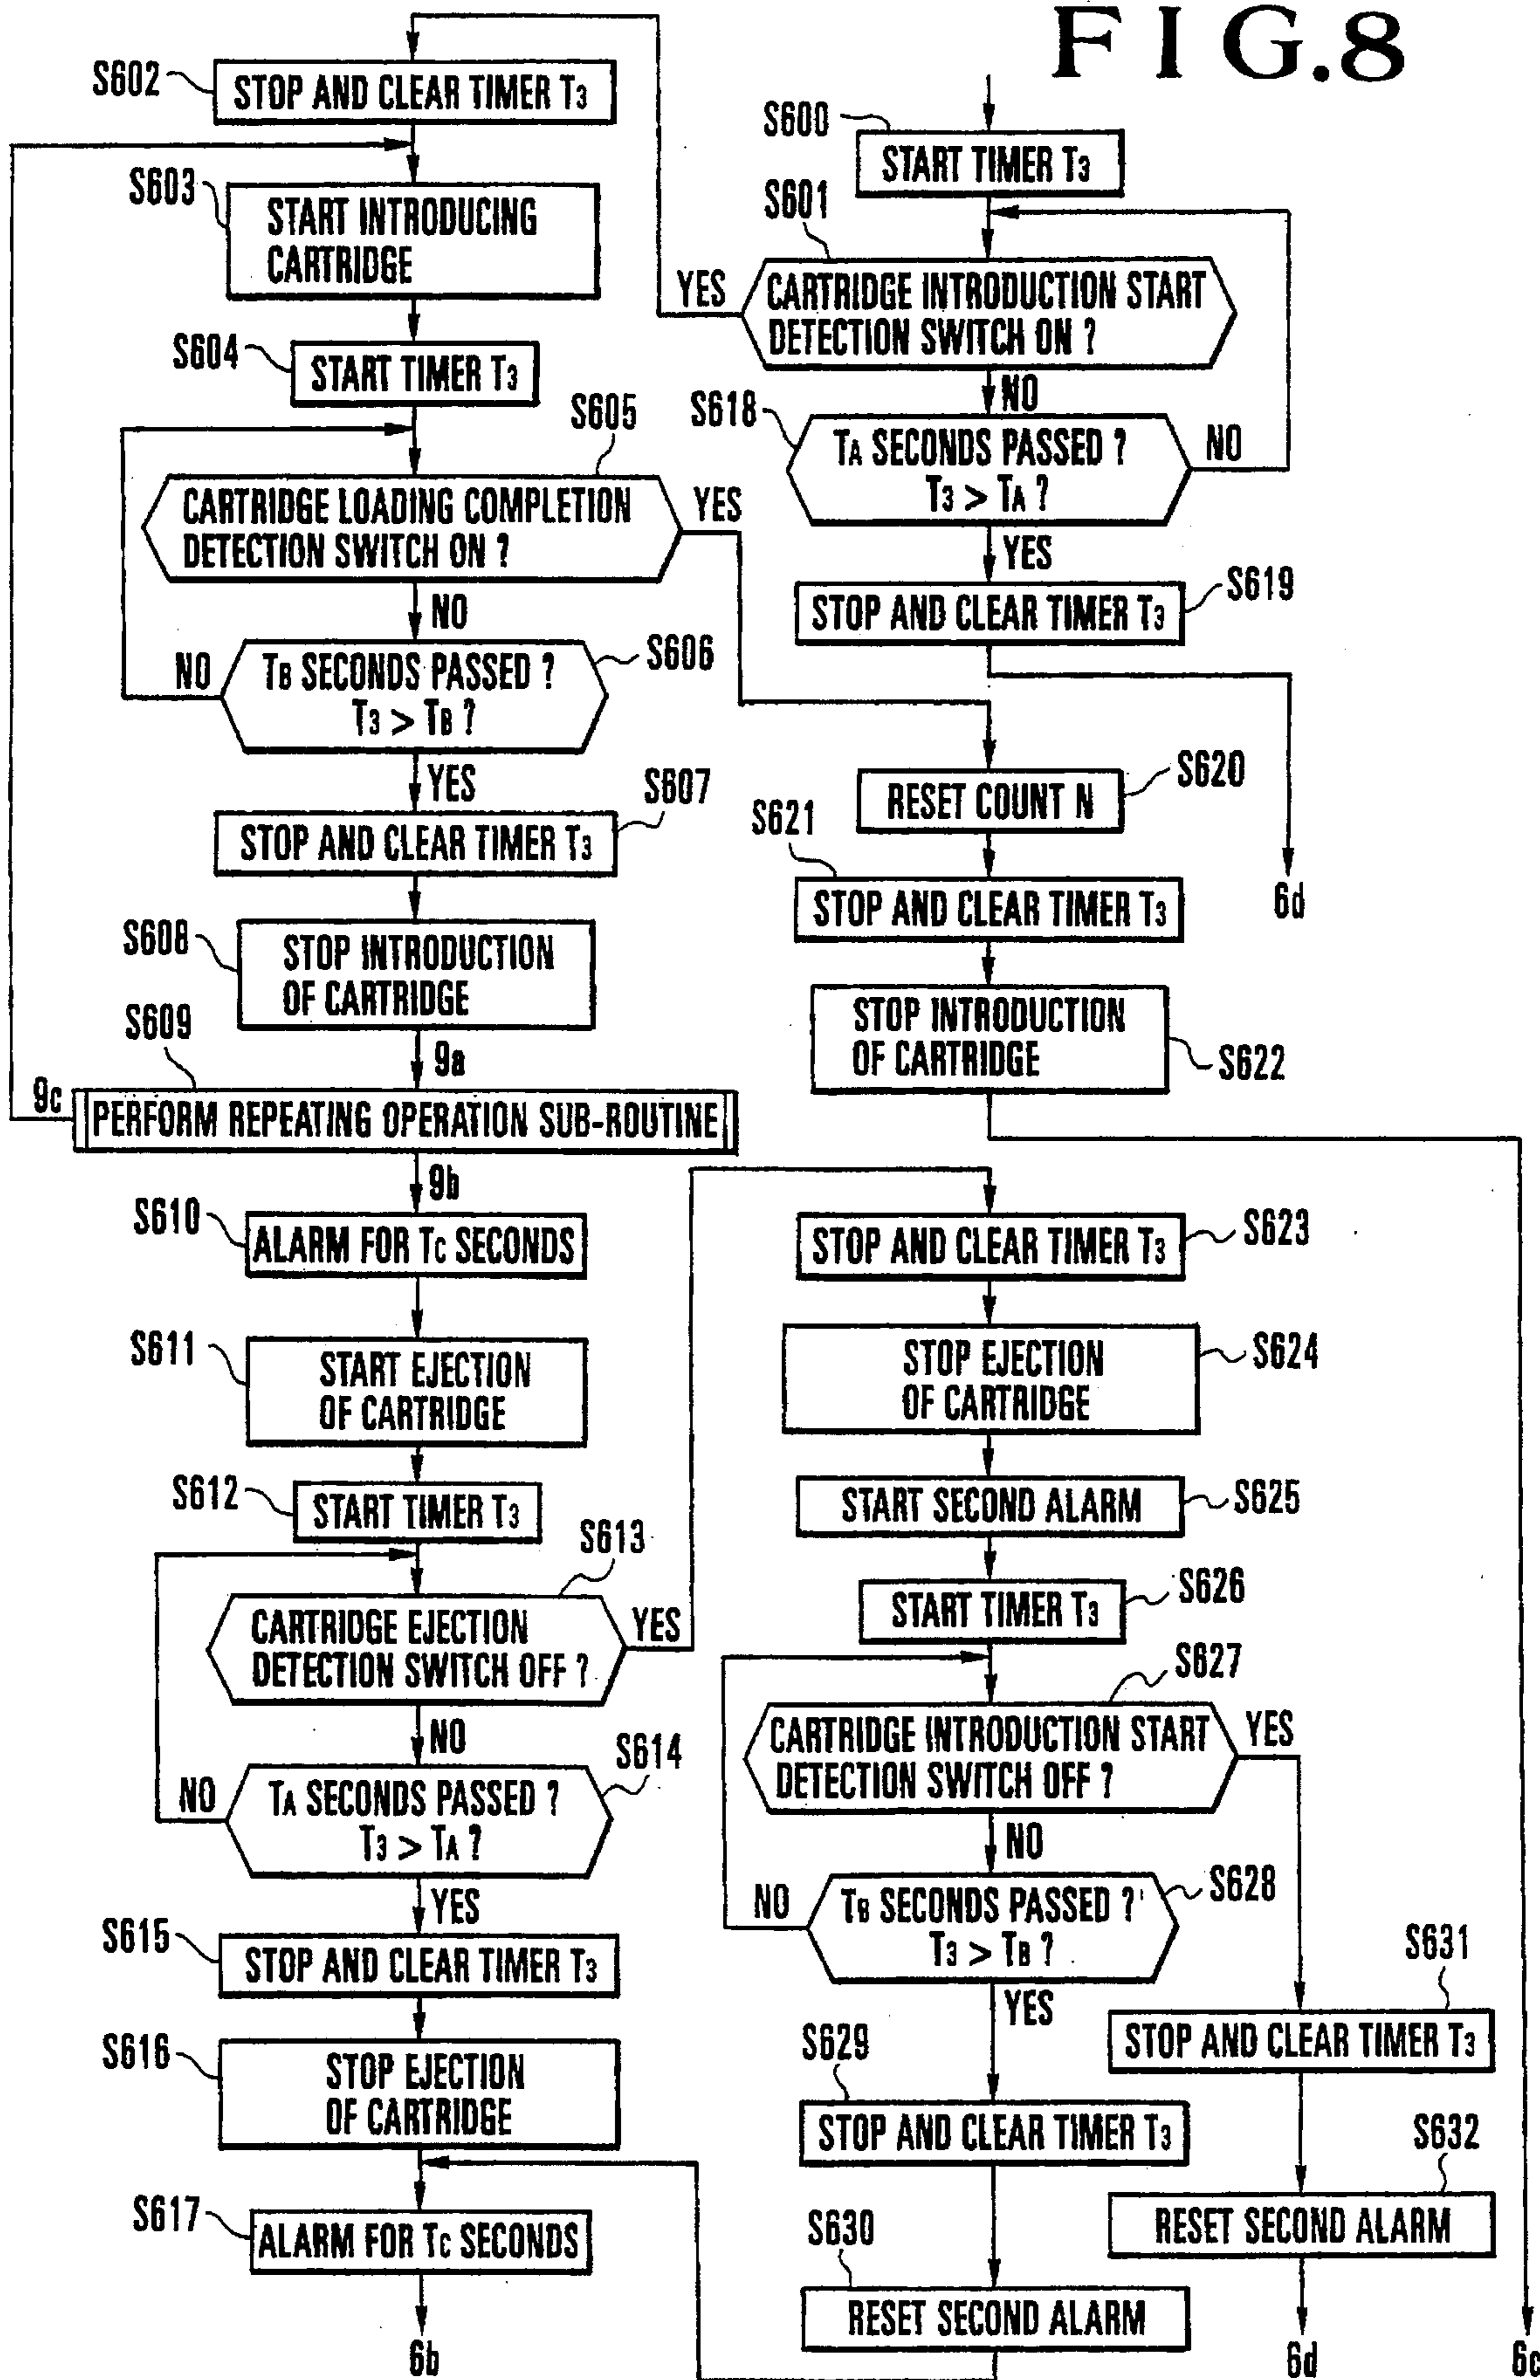 FIG.8
S600
START TIMER T3
S601
CARTRIDGE INTRODUCTION START
DETECTION SWITCH ON ?
YES
NO
S618
TA SECONDS PASSED ?
T3 > TA ?
NO
YES
S619
STOP AND CLEAR TIMER T3
6d
S602
STOP AND CLEAR TIMER T3
S603
START INTRODUCING
CARTRIDGE
S604
START TIMER T3
S605
CARTRIDGE LOADING COMPLETION
DETECTION SWITCH ON ?
YES
NO
S606
TB SECONDS PASSED ?
T3 > TB ?
NO
YES
S607
STOP AND CLEAR TIMER T3
S608
STOP INTRODUCTION
OF CARTRIDGE
9a
S609
9c
PERFORM REPEATING OPERATION SUB-ROUTINE
9b
S610
ALARM FOR TC SECONDS
S611
START EJECTION
OF CARTRIDGE
S612
START TIMER T3
S613
CARTRIDGE EJECTION
DETECTION SWITCH OFF ?
YES
NO
S614
TA SECONDS PASSED ?
T3 > TA ?
NO
YES
S615
STOP AND CLEAR TIMER T3
S616
STOP EJECTION
OF CARTRIDGE
S617
ALARM FOR TC SECONDS
6b
S620
RESET COUNT N
S621
STOP AND CLEAR TIMER T3
S622
STOP INTRODUCTION
OF CARTRIDGE
S623
STOP AND CLEAR TIMER T3
S624
STOP EJECTION
OF CARTRIDGE
S625
START SECOND ALARM
S626
START TIMER T3
S627
CARTRIDGE INTRODUCTION START
DETECTION SWITCH OFF ?
YES
NO
S628
TB SECONDS PASSED ?
T3 > TB ?
NO
YES
S629
STOP AND CLEAR TIMER T3
S630
RESET SECOND ALARM
S631
STOP AND CLEAR TIMER T3
S632
RESET SECOND ALARM
6d